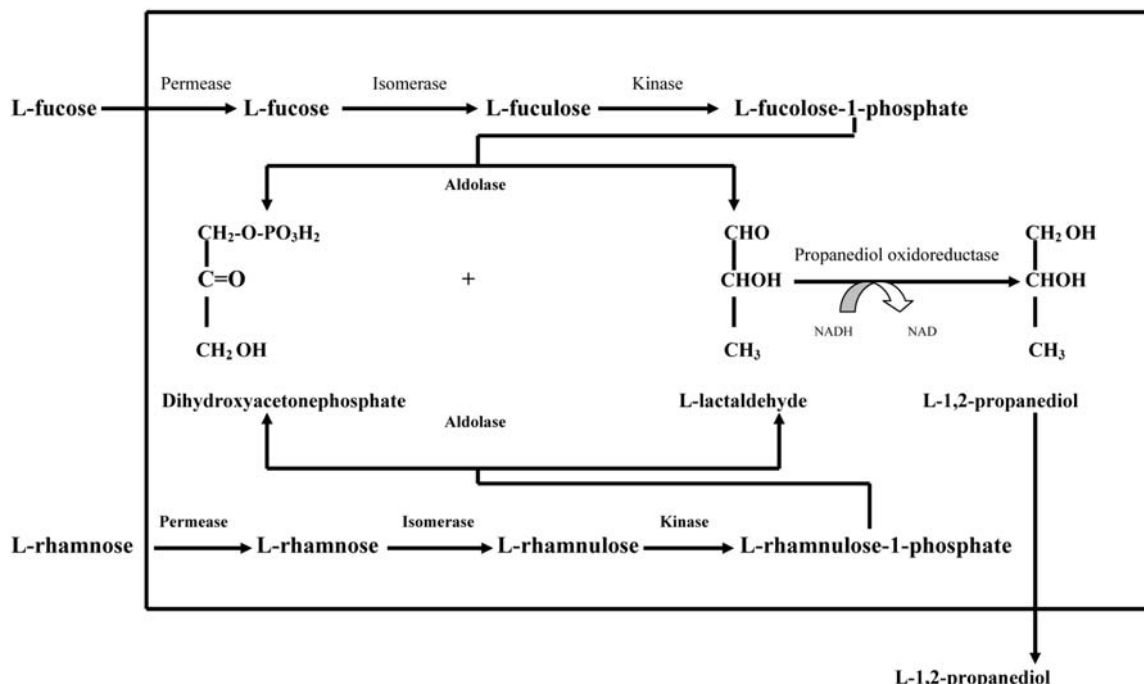 Permease Isomerase Kinase
L-fucose L-fucose L-fuculose L-fucolose-1-phosphate
Aldolase
CH₂-O-PO₃H₂ CHO CH₂ OH
Propanediol oxidoreductase
C=O + CHOH CHOH
NADH NAD
CH₂ OH CH₃ CH₃
Dihydroxyacetonephosphate L-lactaldehyde L-1,2-propanediol
Aldolase
Permease Isomerase Kinase
L-rhamnose L-rhamnose L-rhamnulose L-rhamnulose-1-phosphate
L-1,2-propanediol